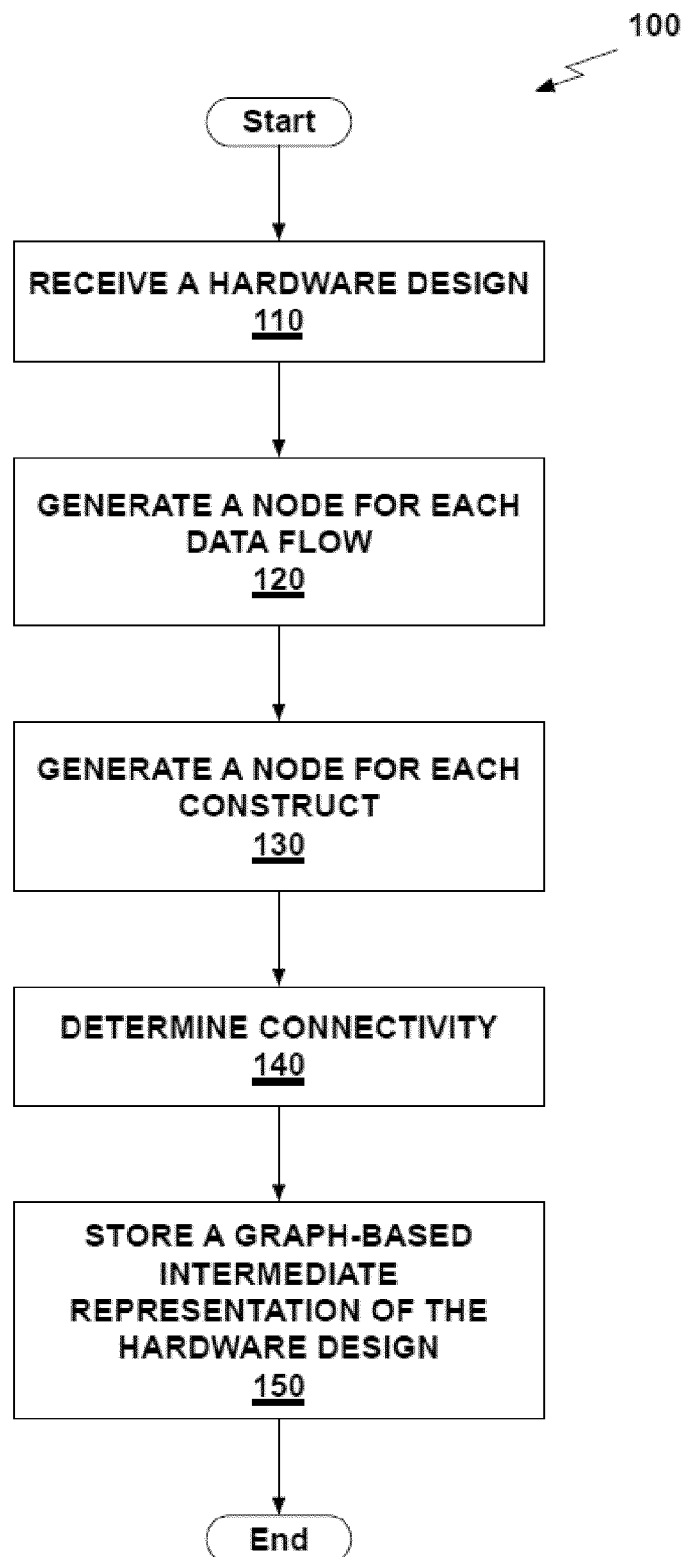 100
Start
RECEIVE A HARDWARE DESIGN
110
GENERATE A NODE FOR EACH
DATA FLOW
120
GENERATE A NODE FOR EACH
CONSTRUCT
130
DETERMINE CONNECTIVITY
140
STORE A GRAPH-BASED
INTERMEDIATE
REPRESENTATION OF THE
HARDWARE DESIGN
150
End